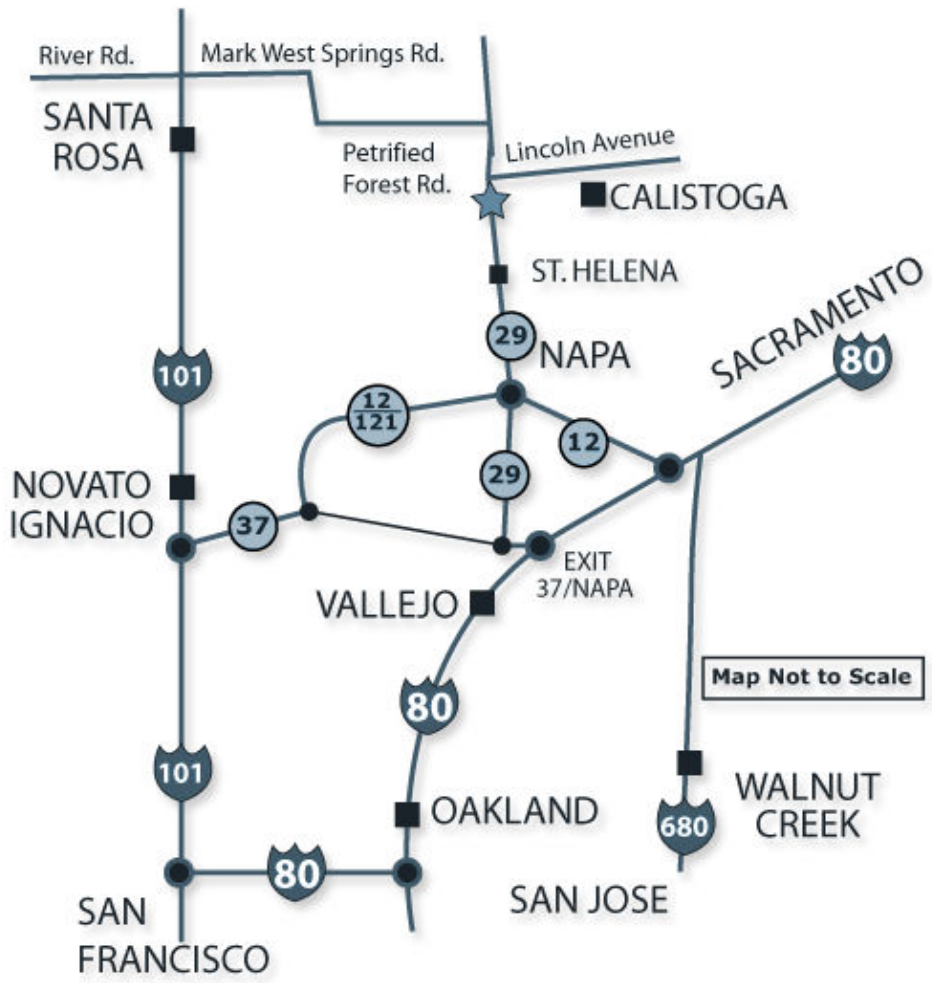 River Rd.
Mark West Springs Rd.
SANTA
ROSA
Petrified
Forest Rd.
Lincoln Avenue
CALISTOGA
ST. HELENA
29
NAPA
SACRAMENTO
80
101
12
121
12
29
NOVATO
IGNACIO
37
EXIT
37/NAPA
VALLEJO
Map Not to Scale
80
101
OAKLAND
WALNUT
CREEK
680
80
SAN JOSE
SAN
FRANCISCO